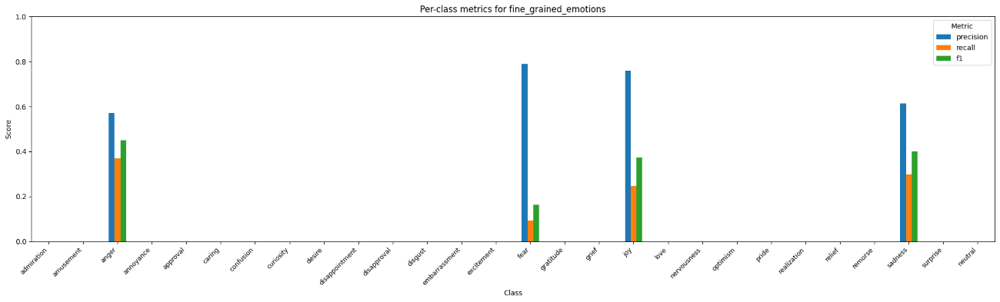 Per-class metrics for fine_grained_emotions
Metric
precision
recall
f1
Score
1.0
0.8
0.6
0.4
0.2
0.0
admiration
amusement
anger
annoyance
approval
caring
confusion
curiosity
desire
disappointment
disapproval
disgust
embarrassment
excitement
fear
gratitude
grief
joy
love
nervousness
optimism
pride
realization
relief
remorse
sadness
surprise
neutral
Class